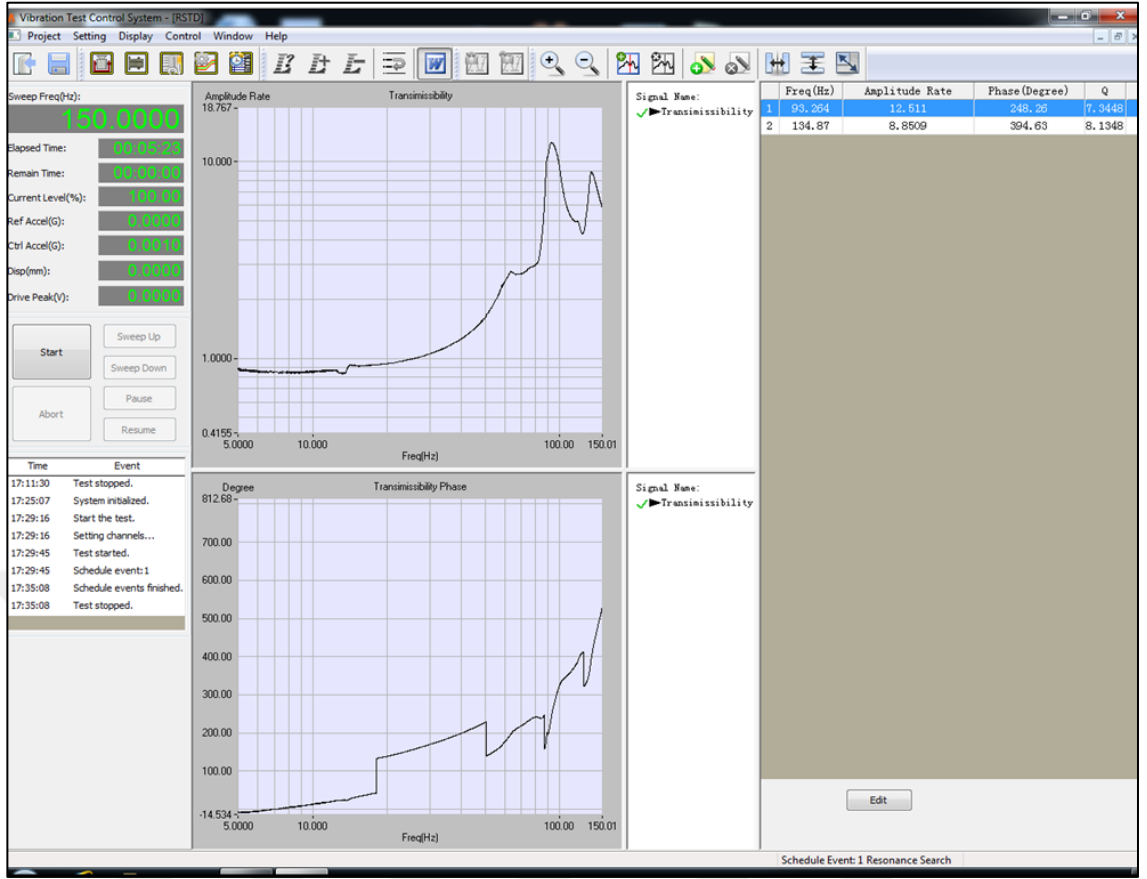 Vibration Test Control System - [RSTD]
Project Setting Display Control Window Help
Sweep Freq(Hz):
150.0000
Elapsed Time: 00:05:23
Remain Time: 00:00:00
Current Level(%): 100.00
Ref Accel(G): 0.0000
Ctrl Accel(G): 0.0010
Disp(mm): 0.0000
Drive Peak(V): 0.0000
Start
Sweep Up
Sweep Down
Abort
Pause
Resume
Time Event
17:11:30 Test stopped.
17:25:07 System initialized.
17:29:16 Start the test.
17:29:16 Setting channels...
17:29:45 Test started.
17:29:45 Schedule event:1
17:35:08 Schedule events finished.
17:35:08 Test stopped.
Amplitude Rate Transimissibility
18.767
10.000
1.0000
0.4155
5.0000 10.000 100.00 150.01
Freq(Hz)
Signal Name:
Transimissibility
Degree Transimissibility Phase
812.68
700.00
600.00
500.00
400.00
300.00
200.00
100.00
-14.534
5.0000 10.000 100.00 150.01
Freq(Hz)
Signal Name:
Transimissibility
Freq(Hz) Amplitude Rate Phase(Degree) Q
1 93.264 12.511 248.26 7.3448
2 134.87 8.8509 394.63 8.1348
Edit
Schedule Event: 1 Resonance Search